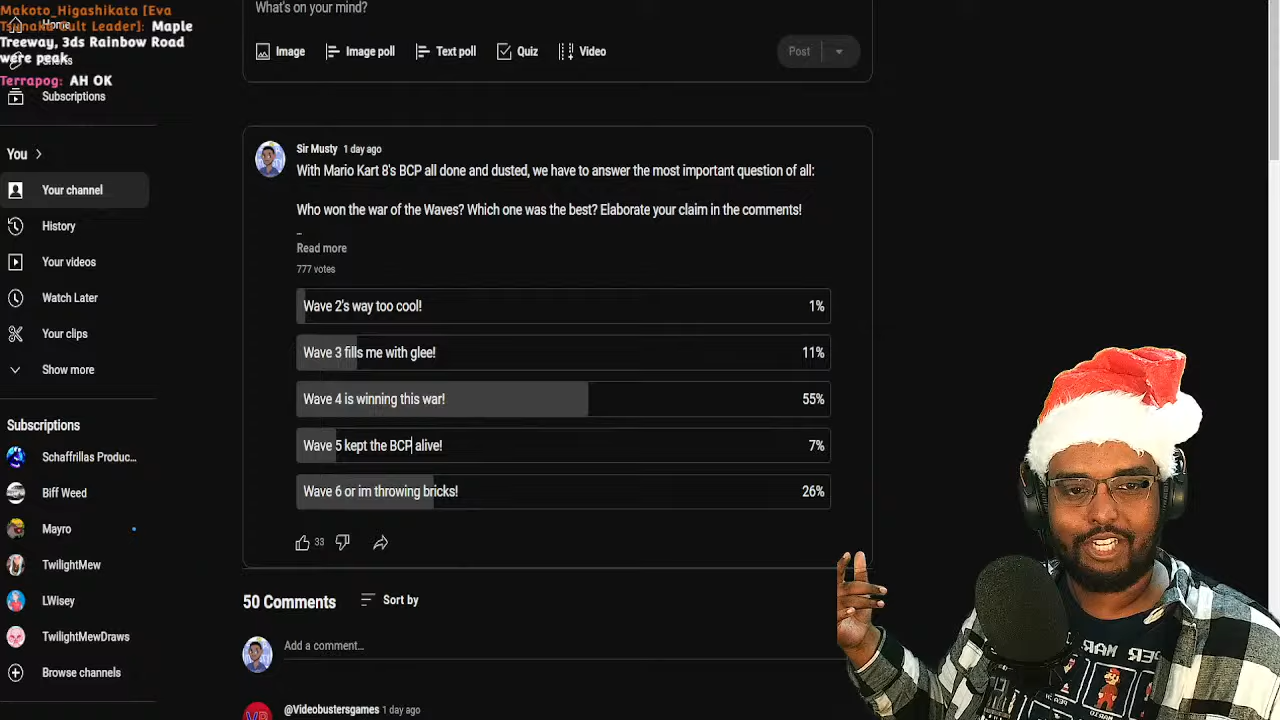 Makoto_Higashikata [Eva
Tsunaka Cult Leader]: Maple
Treeway, 3ds Rainbow Road
were peak
Terrapog: AH OK
Home
Shorts
Subscriptions
You
Your channel
History
Your videos
Watch Later
Your clips
Show more
Subscriptions
Schaffrillas Produc...
Biff Weed
Mayro
TwilightMew
LWisey
TwilightMewDraws
Browse channels
What's on your mind?
Image
Image poll
Text poll
Quiz
Video
Post
Sir Musty 1 day ago
With Mario Kart 8's BCP all done and dusted, we have to answer the most important question of all:
Who won the war of the Waves? Which one was the best? Elaborate your claim in the comments!
_
Read more
777 votes
Wave 2's way too cool! 1%
Wave 3 fills me with glee! 11%
Wave 4 is winning this war! 55%
Wave 5 kept the BCP alive! 7%
Wave 6 or im throwing bricks! 26%
33
50 Comments
Sort by
Add a comment...
@Videobustersgames 1 day ago